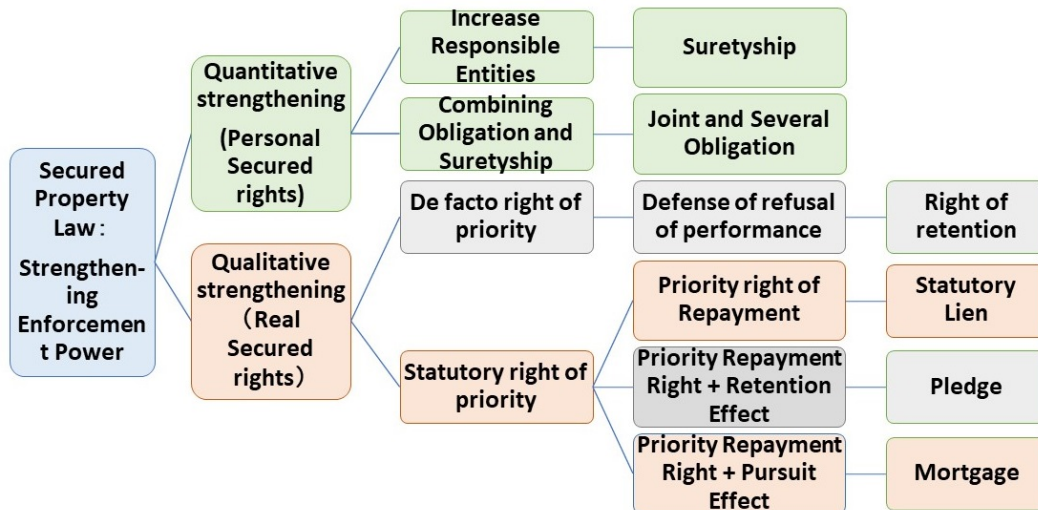 Secured
Property
Law :
Strengthen-
ing
Enforcemen
t Power
Quantitative
strengthening
(Personal
Secured
rights)
Increase
Responsible
Entities
Suretyship
Combining
Obligation and
Suretyship
Joint and Several
Obligation
Qualitative
strengthening
（Real
Secured
rights）
De facto right of
priority
Defense of refusal
of performance
Right of
retention
Statutory right of
priority
Priority right of
Repayment
Statutory
Lien
Priority Repayment
Right + Retention
Effect
Pledge
Priority Repayment
Right + Pursuit
Effect
Mortgage